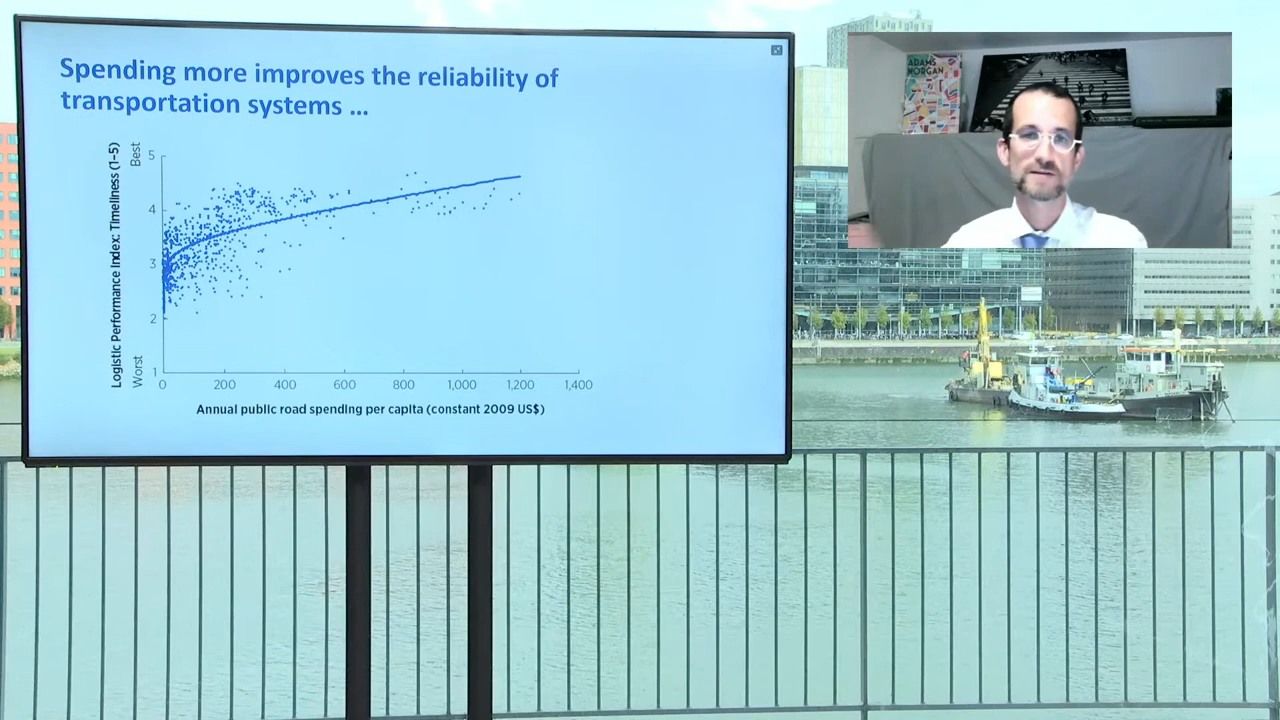 Spending more improves the reliability of
transportation systems ...
Logistic Performance Index: Timeliness (1–5)
Best
Worst
5
4
3
2
1
0
200
400
600
800
1,000
1,200
1,400
Annual public road spending per capita (constant 2009 US$)
ADAMS
MORGAN